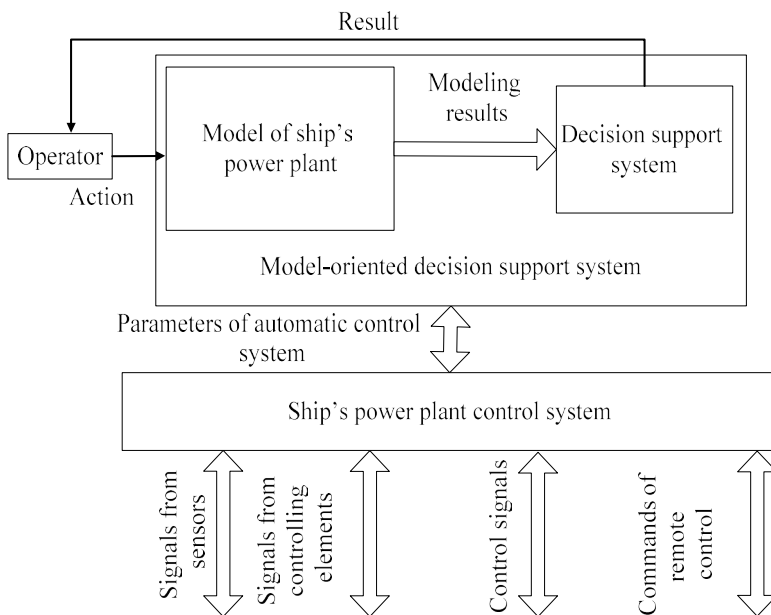 Result
Modeling
results
Model of ship's
power plant
Decision support
system
Operator
Action
Model-oriented decision support system
Parameters of automatic control
system
Ship's power plant control system
Signals from
sensors
Signals from
controlling
elements
Control signals
Commands of
remote
control